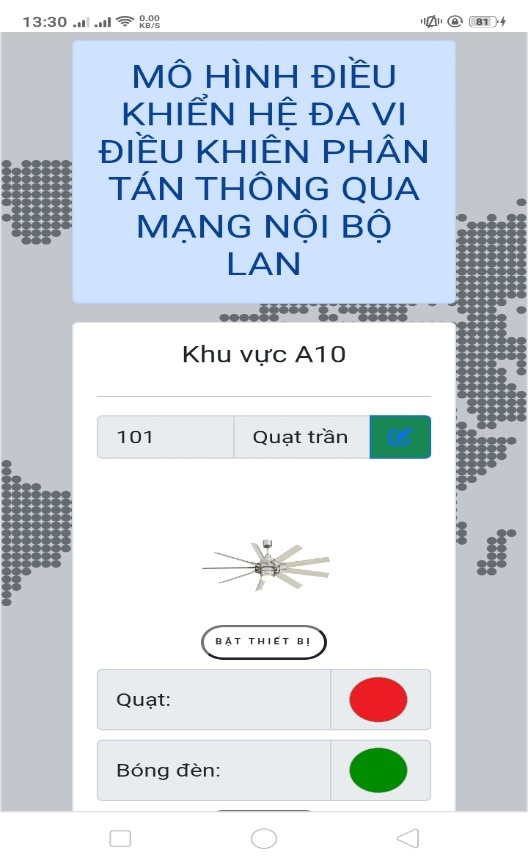 13:30 0.00 KB/S 81
MÔ HÌNH ĐIỀU
KHIỂN HỆ ĐA VI
ĐIỀU KHIÊN PHÂN
TÁN THÔNG QUA
MẠNG NỘI BỘ
LAN
Khu vực A10
101 Quạt trần
BẬT THIẾT BỊ
Quạt:
Bóng đèn: